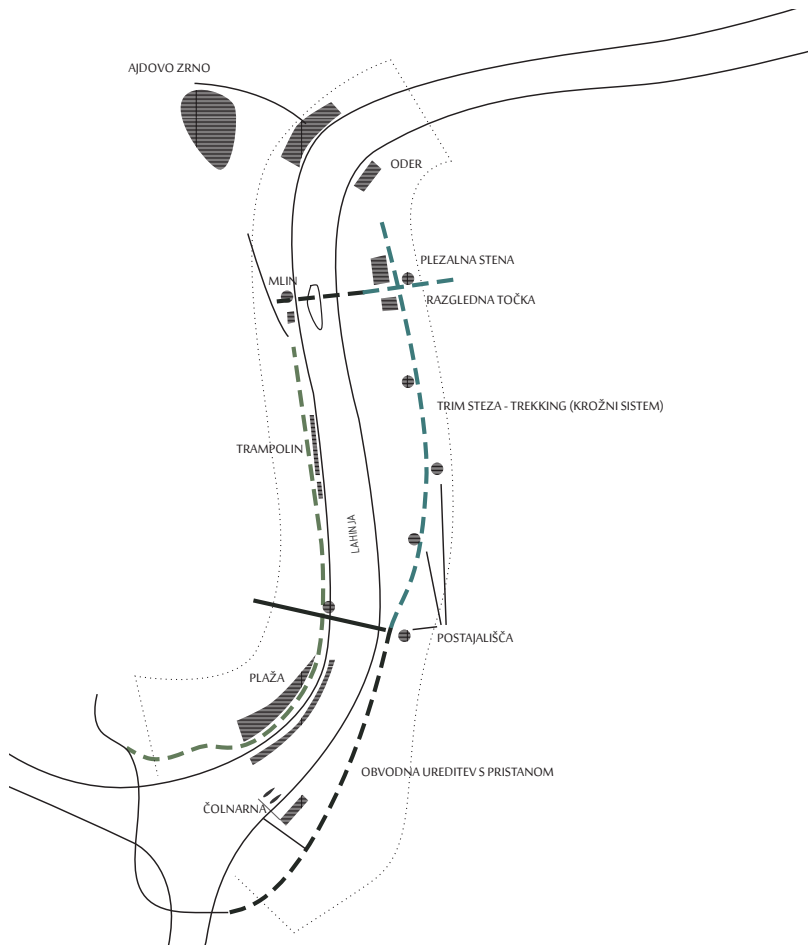 AJDOVO ZRNO
ODER
PLEZALNA STENA
MLIN
RAZGLEDNA TOČKA
TRIM STEZA - TREKKING (KROŽNI SISTEM)
TRAMPOLIN
LAHINJA
POSTAJALIŠČA
PLAŽA
OBVODNA UREDITEV S PRISTANOM
ČOLNARNA